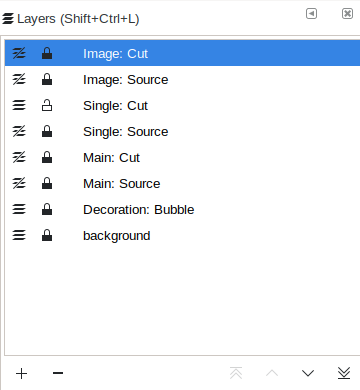 Layers (Shift+Ctrl+L)
Image: Cut
Image: Source
Single: Cut
Single: Source
Main: Cut
Main: Source
Decoration: Bubble
background